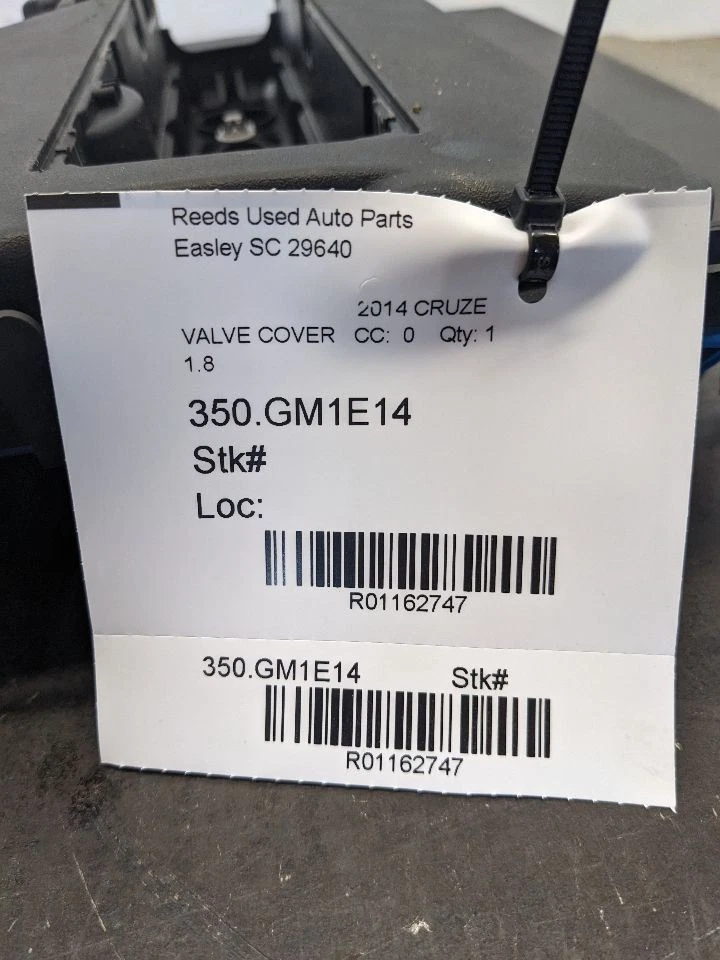 Reeds Used Auto Parts
Easley SC 29640
2014 CRUZE
VALVE COVER CC: 0 Qty: 1
1.8
350.GM1E14
Stk#
Loc:
R01162747
350.GM1E14 Stk#
R01162747